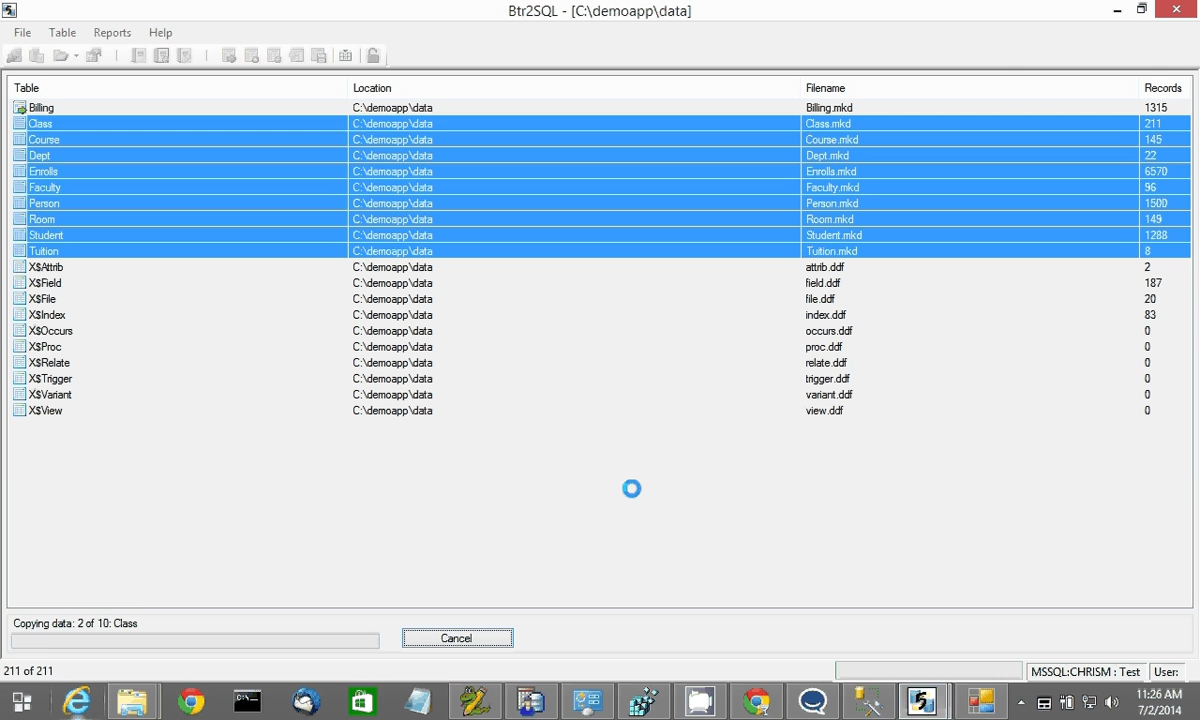 Btr2SQL - [C:\demoapp\data]
File Table Reports Help
Table Location Filename Records
Billing C:\demoapp\data Billing.mkd 1315
Class C:\demoapp\data Class.mkd 211
Course C:\demoapp\data Course.mkd 145
Dept C:\demoapp\data Dept.mkd 22
Enrolls C:\demoapp\data Enrolls.mkd 6570
Faculty C:\demoapp\data Faculty.mkd 96
Person C:\demoapp\data Person.mkd 1500
Room C:\demoapp\data Room.mkd 149
Student C:\demoapp\data Student.mkd 1288
Tuition C:\demoapp\data Tuition.mkd 8
X$Attrib C:\demoapp\data attrib.ddf 2
X$Field C:\demoapp\data field.ddf 187
X$File C:\demoapp\data file.ddf 20
X$Index C:\demoapp\data index.ddf 83
X$Occurs C:\demoapp\data occurs.ddf 0
X$Proc C:\demoapp\data proc.ddf 0
X$Relate C:\demoapp\data relate.ddf 0
X$Trigger C:\demoapp\data trigger.ddf 0
X$Variant C:\demoapp\data variant.ddf 0
X$View C:\demoapp\data view.ddf 0
Copying data: 2 of 10: Class
Cancel
211 of 211 MSSQL:CHRISM : Test User:
11:26 AM
7/2/2014